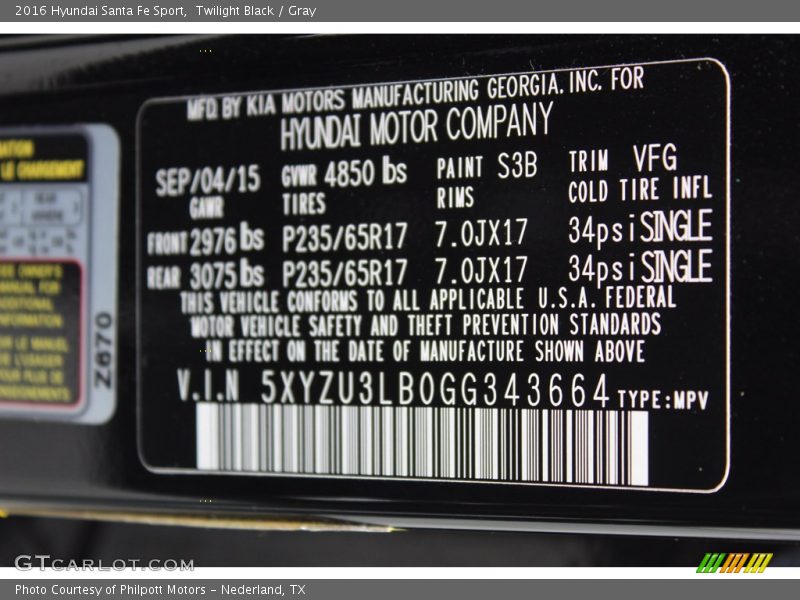 2016 Hyundai Santa Fe Sport,  Twilight Black / Gray
MFD. BY KIA MOTORS MANUFACTURING GEORGIA. INC. FOR
HYUNDAI MOTOR COMPANY
SEP/04/15 GVWR 4850 lbs PAINT S3B TRIM VFG
GAWR TIRES RIMS COLD TIRE INFL
FRONT 2976 lbs P235/65R17 7.0JX17 34psi SINGLE
REAR 3075 lbs P235/65R17 7.0JX17 34psi SINGLE
THIS VEHICLE CONFORMS TO ALL APPLICABLE U.S.A. FEDERAL
MOTOR VEHICLE SAFETY AND THEFT PREVENTION STANDARDS
IN EFFECT ON THE DATE OF MANUFACTURE SHOWN ABOVE
V.I.N 5XYZU3LB0GG343664 TYPE:MPV
LE CHARGEMENT
Z670
GTCARLOT.COM
Photo Courtesy of Philpott Motors - Nederland, TX